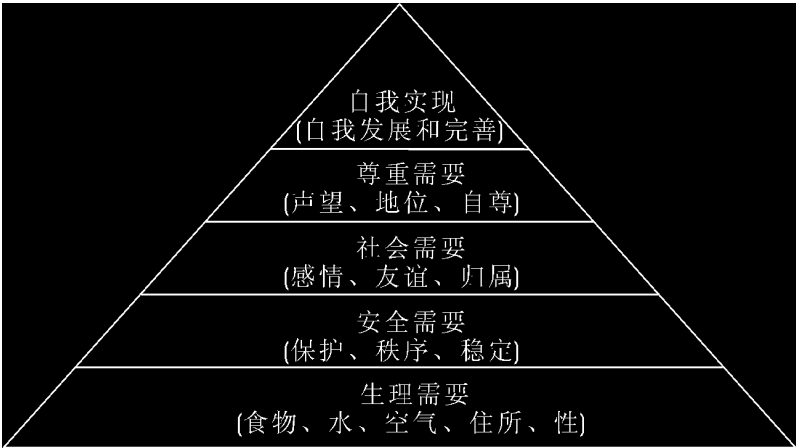 自我实现
(自我发展和完善)
尊重需要
(声望、地位、自尊)
社会需要
(感情、友谊、归属)
安全需要
(保护、秩序、稳定)
生理需要
(食物、水、空气、住所、性)